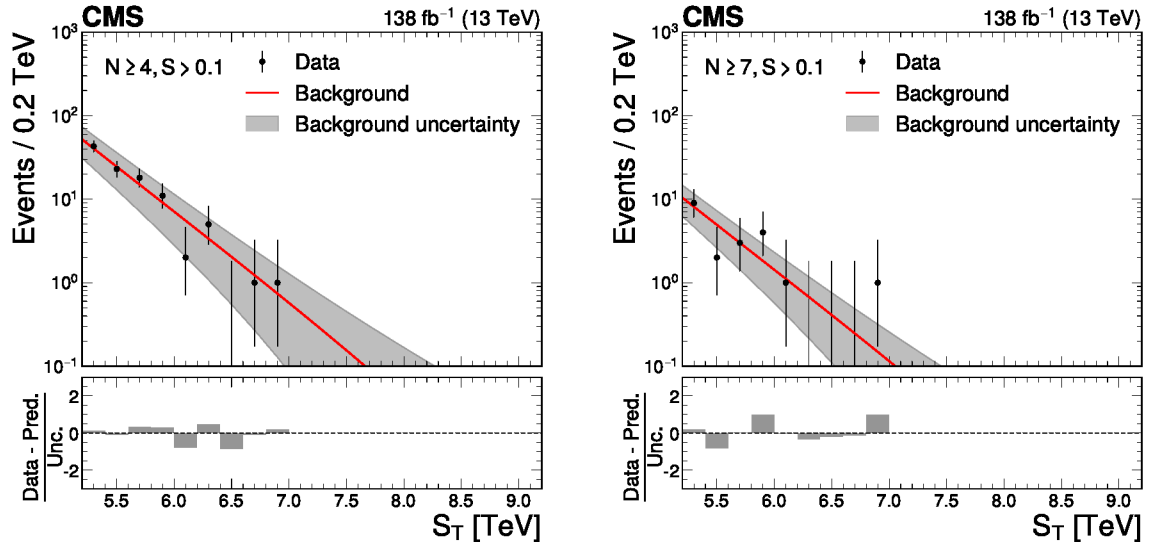 CMS 138 fb⁻¹ (13 TeV)
Events / 0.2 TeV
10³
10²
10¹
10⁰
10⁻¹
N ≥ 4, S > 0.1
Data
Background
Background uncertainty
Data - Pred.
Unc.
2
0
-2
5.5 6.0 6.5 7.0 7.5 8.0 8.5 9.0
S_T [TeV]
CMS 138 fb⁻¹ (13 TeV)
Events / 0.2 TeV
10³
10²
10¹
10⁰
10⁻¹
N ≥ 7, S > 0.1
Data
Background
Background uncertainty
Data - Pred.
Unc.
2
0
-2
5.5 6.0 6.5 7.0 7.5 8.0 8.5 9.0
S_T [TeV]